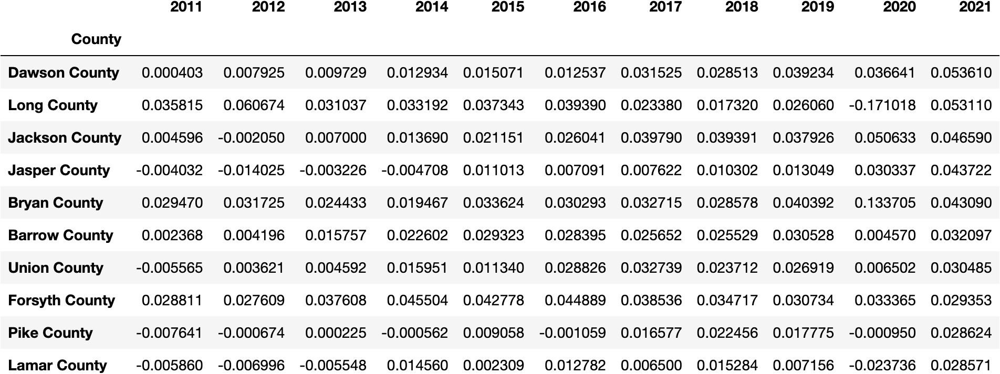 2011 2012 2013 2014 2015 2016 2017 2018 2019 2020 2021
County
Dawson County 0.000403 0.007925 0.009729 0.012934 0.015071 0.012537 0.031525 0.028513 0.039234 0.036641 0.053610
Long County 0.035815 0.060674 0.031037 0.033192 0.037343 0.039390 0.023380 0.017320 0.026060 -0.171018 0.053110
Jackson County 0.004596 -0.002050 0.007000 0.013690 0.021151 0.026041 0.039790 0.039391 0.037926 0.050633 0.046590
Jasper County -0.004032 -0.014025 -0.003226 -0.004708 0.011013 0.007091 0.007622 0.010302 0.013049 0.030337 0.043722
Bryan County 0.029470 0.031725 0.024433 0.019467 0.033624 0.030293 0.032715 0.028578 0.040392 0.133705 0.043090
Barrow County 0.002368 0.004196 0.015757 0.022602 0.029323 0.028395 0.025652 0.025529 0.030528 0.004570 0.032097
Union County -0.005565 0.003621 0.004592 0.015951 0.011340 0.028826 0.032739 0.023712 0.026919 0.006502 0.030485
Forsyth County 0.028811 0.027609 0.037608 0.045504 0.042778 0.044889 0.038536 0.034717 0.030734 0.033365 0.029353
Pike County -0.007641 -0.000674 0.000225 -0.000562 0.009058 -0.001059 0.016577 0.022456 0.017775 -0.000950 0.028624
Lamar County -0.005860 -0.006996 -0.005548 0.014560 0.002309 0.012782 0.006500 0.015284 0.007156 -0.023736 0.028571